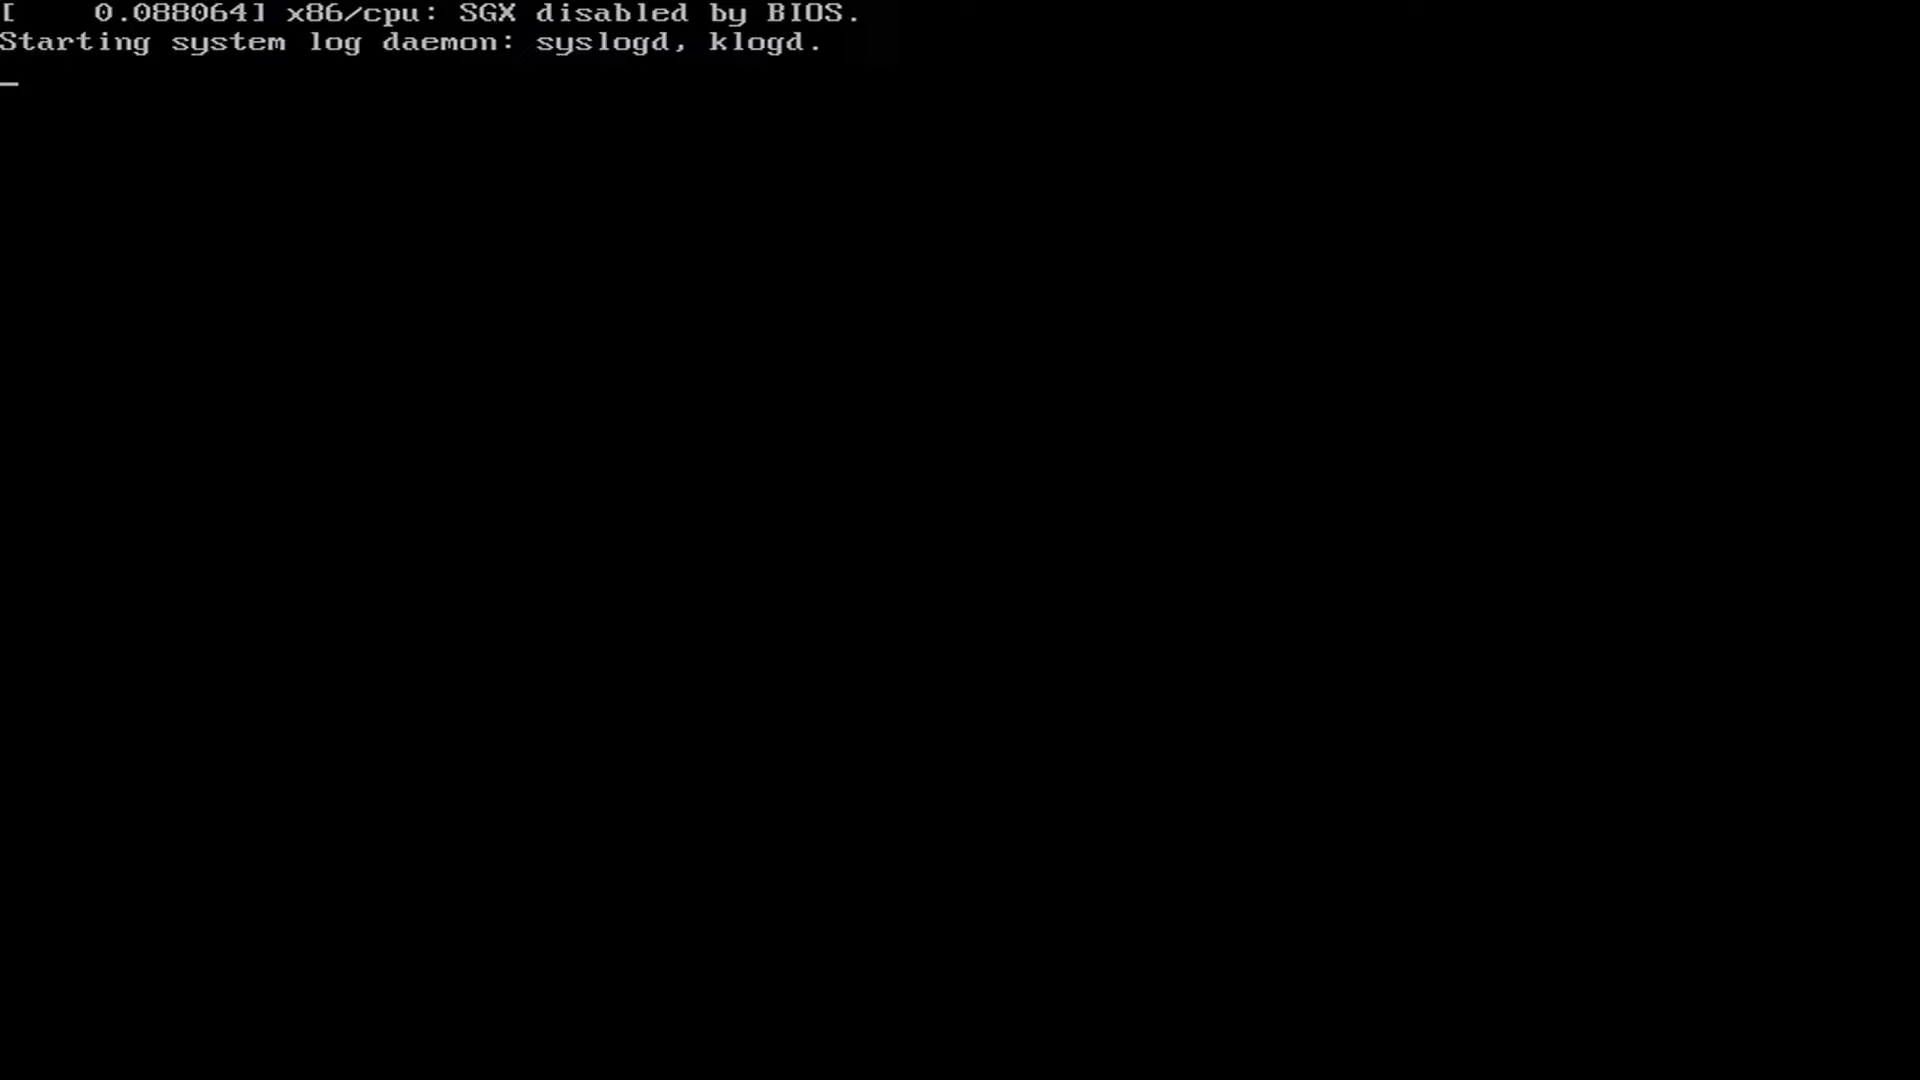 [    0.088064] x86/cpu: SGX disabled by BIOS.
Starting system log daemon: syslogd, klogd.
_